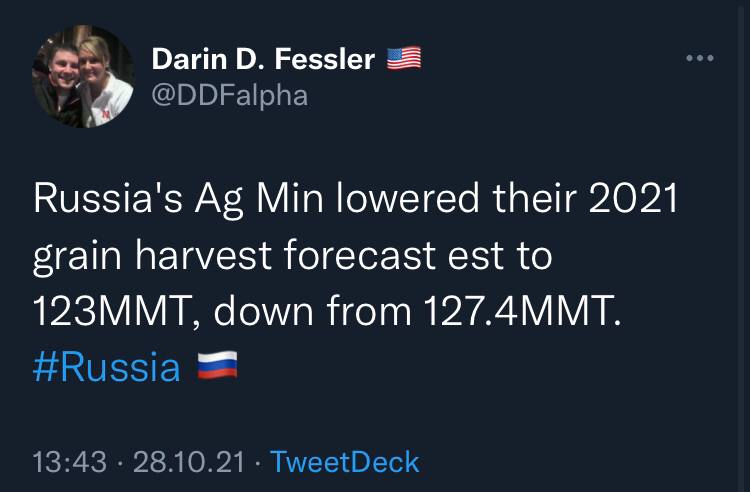 Darin D. Fessler 🇺🇸
@DDFalpha
Russia's Ag Min lowered their 2021
grain harvest forecast est to
123MMT, down from 127.4MMT.
#Russia 🇷🇺
13:43 · 28.10.21 · TweetDeck